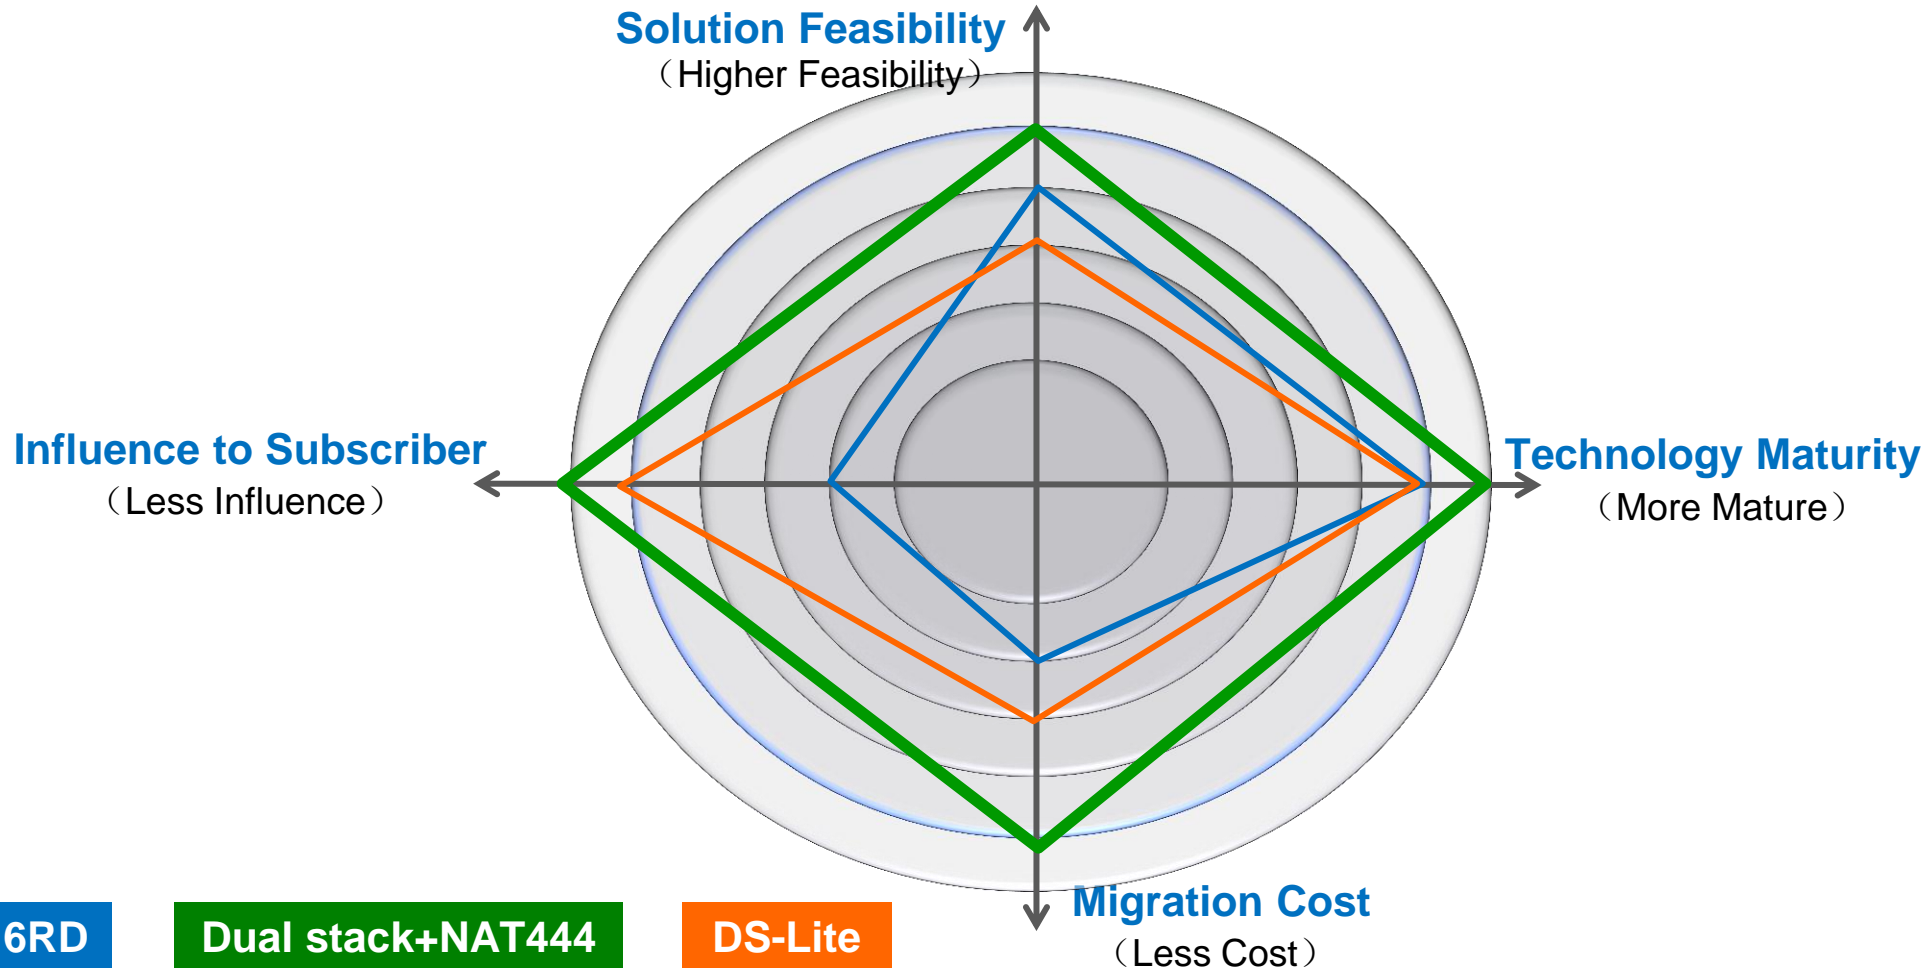 Solution Feasibility
（Higher Feasibility）
Influence to Subscriber
（Less Influence）
Technology Maturity
（More Mature）
Migration Cost
（Less Cost）
6RD
Dual stack+NAT444
DS-Lite